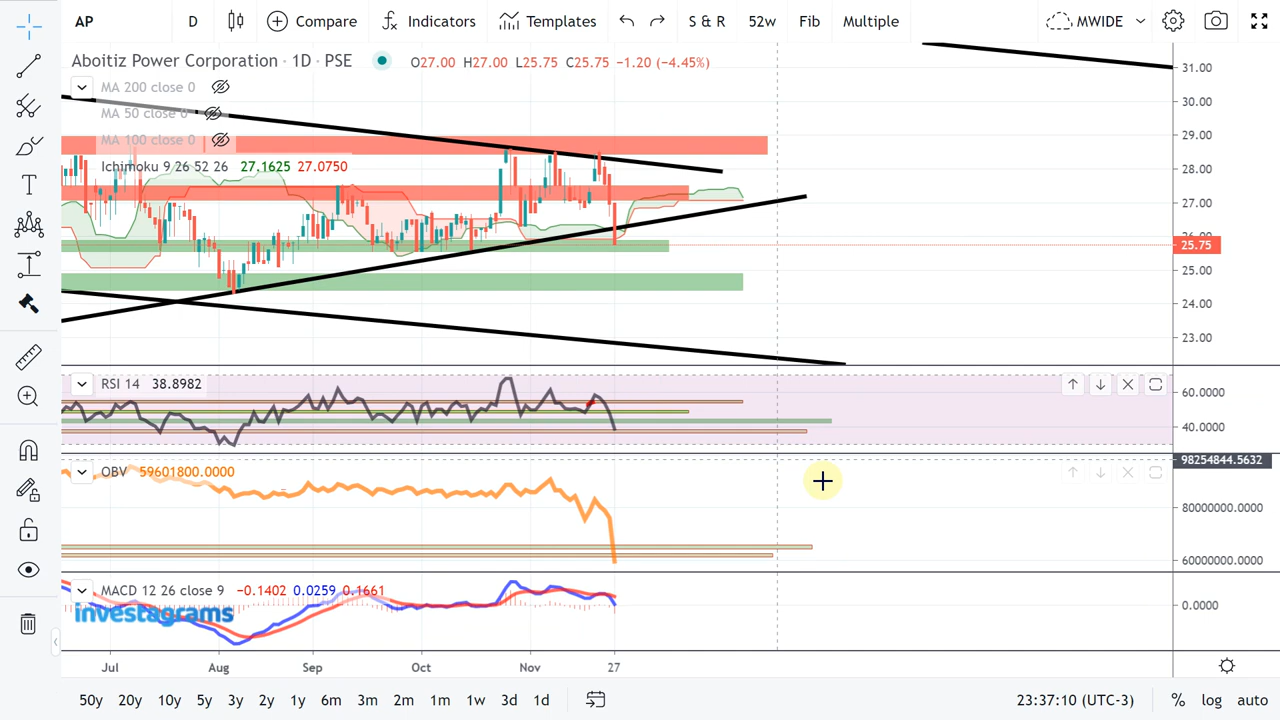 AP D Compare Indicators Templates S & R 52w Fib Multiple MWIDE
Aboitiz Power Corporation · 1D · PSE O27.00 H27.00 L25.75 C25.75 −1.20 (−4.45%)
MA 200 close 0
MA 50 close 0
MA 100 close 0
Ichimoku 9 26 52 26 27.1625 27.0750
31.00
30.00
29.00
28.00
27.00
26.00
25.75
25.00
24.00
23.00
RSI 14 38.8982
60.0000
40.0000
OBV 59601800.0000
98254844.5632
80000000.0000
60000000.0000
MACD 12 26 close 9 −0.1402 0.0259 0.1661
0.0000
investagrams
Jul Aug Sep Oct Nov 27
50y 20y 10y 5y 3y 2y 1y 6m 3m 2m 1m 1w 3d 1d 23:37:10 (UTC-3) % log auto